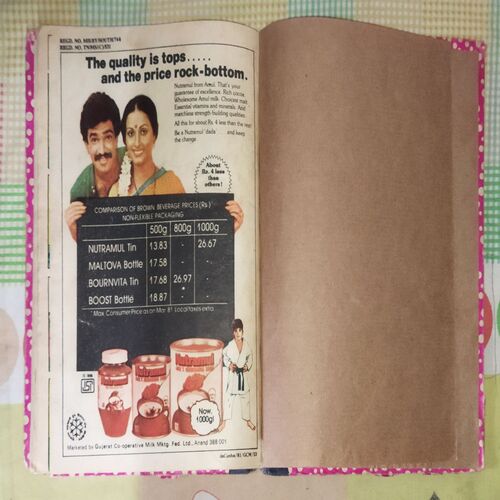 REGD. NO. MH/BY/SOUTH/744
REGD. NO. TN/MS(C)/831
The quality is tops.....
and the price rock-bottom.
Nutramul from Amul. That's your
guarantee of excellence. Rich cocoa.
Wholesome Amul milk. Choicest malt.
Essential vitamins and minerals. And
matchless strength-building qualities.
All this for about Rs. 4 less than the rest!
Be a Nutramul 'dada' and keep
the change.
About
Rs. 4 less
than
others!
COMPARISON OF BROWN BEVERAGE PRICES (Rs.)*
NON-FLEXIBLE PACKAGING
500g 800g 1000g
NUTRAMUL Tin 13.83 - 26.67
MALTOVA Bottle 17.58 - -
BOURNVITA Tin 17.68 26.97 -
BOOST Bottle 18.87 - -
* Max. Consumer Price as on Mar. 81. Local taxes extra.
ISI
Nutramul
Nutramul
Nutramul
Now,
1000g!
Marketed by Gujarat Co-operative Milk Mktg. Fed. Ltd., Anand 388 001